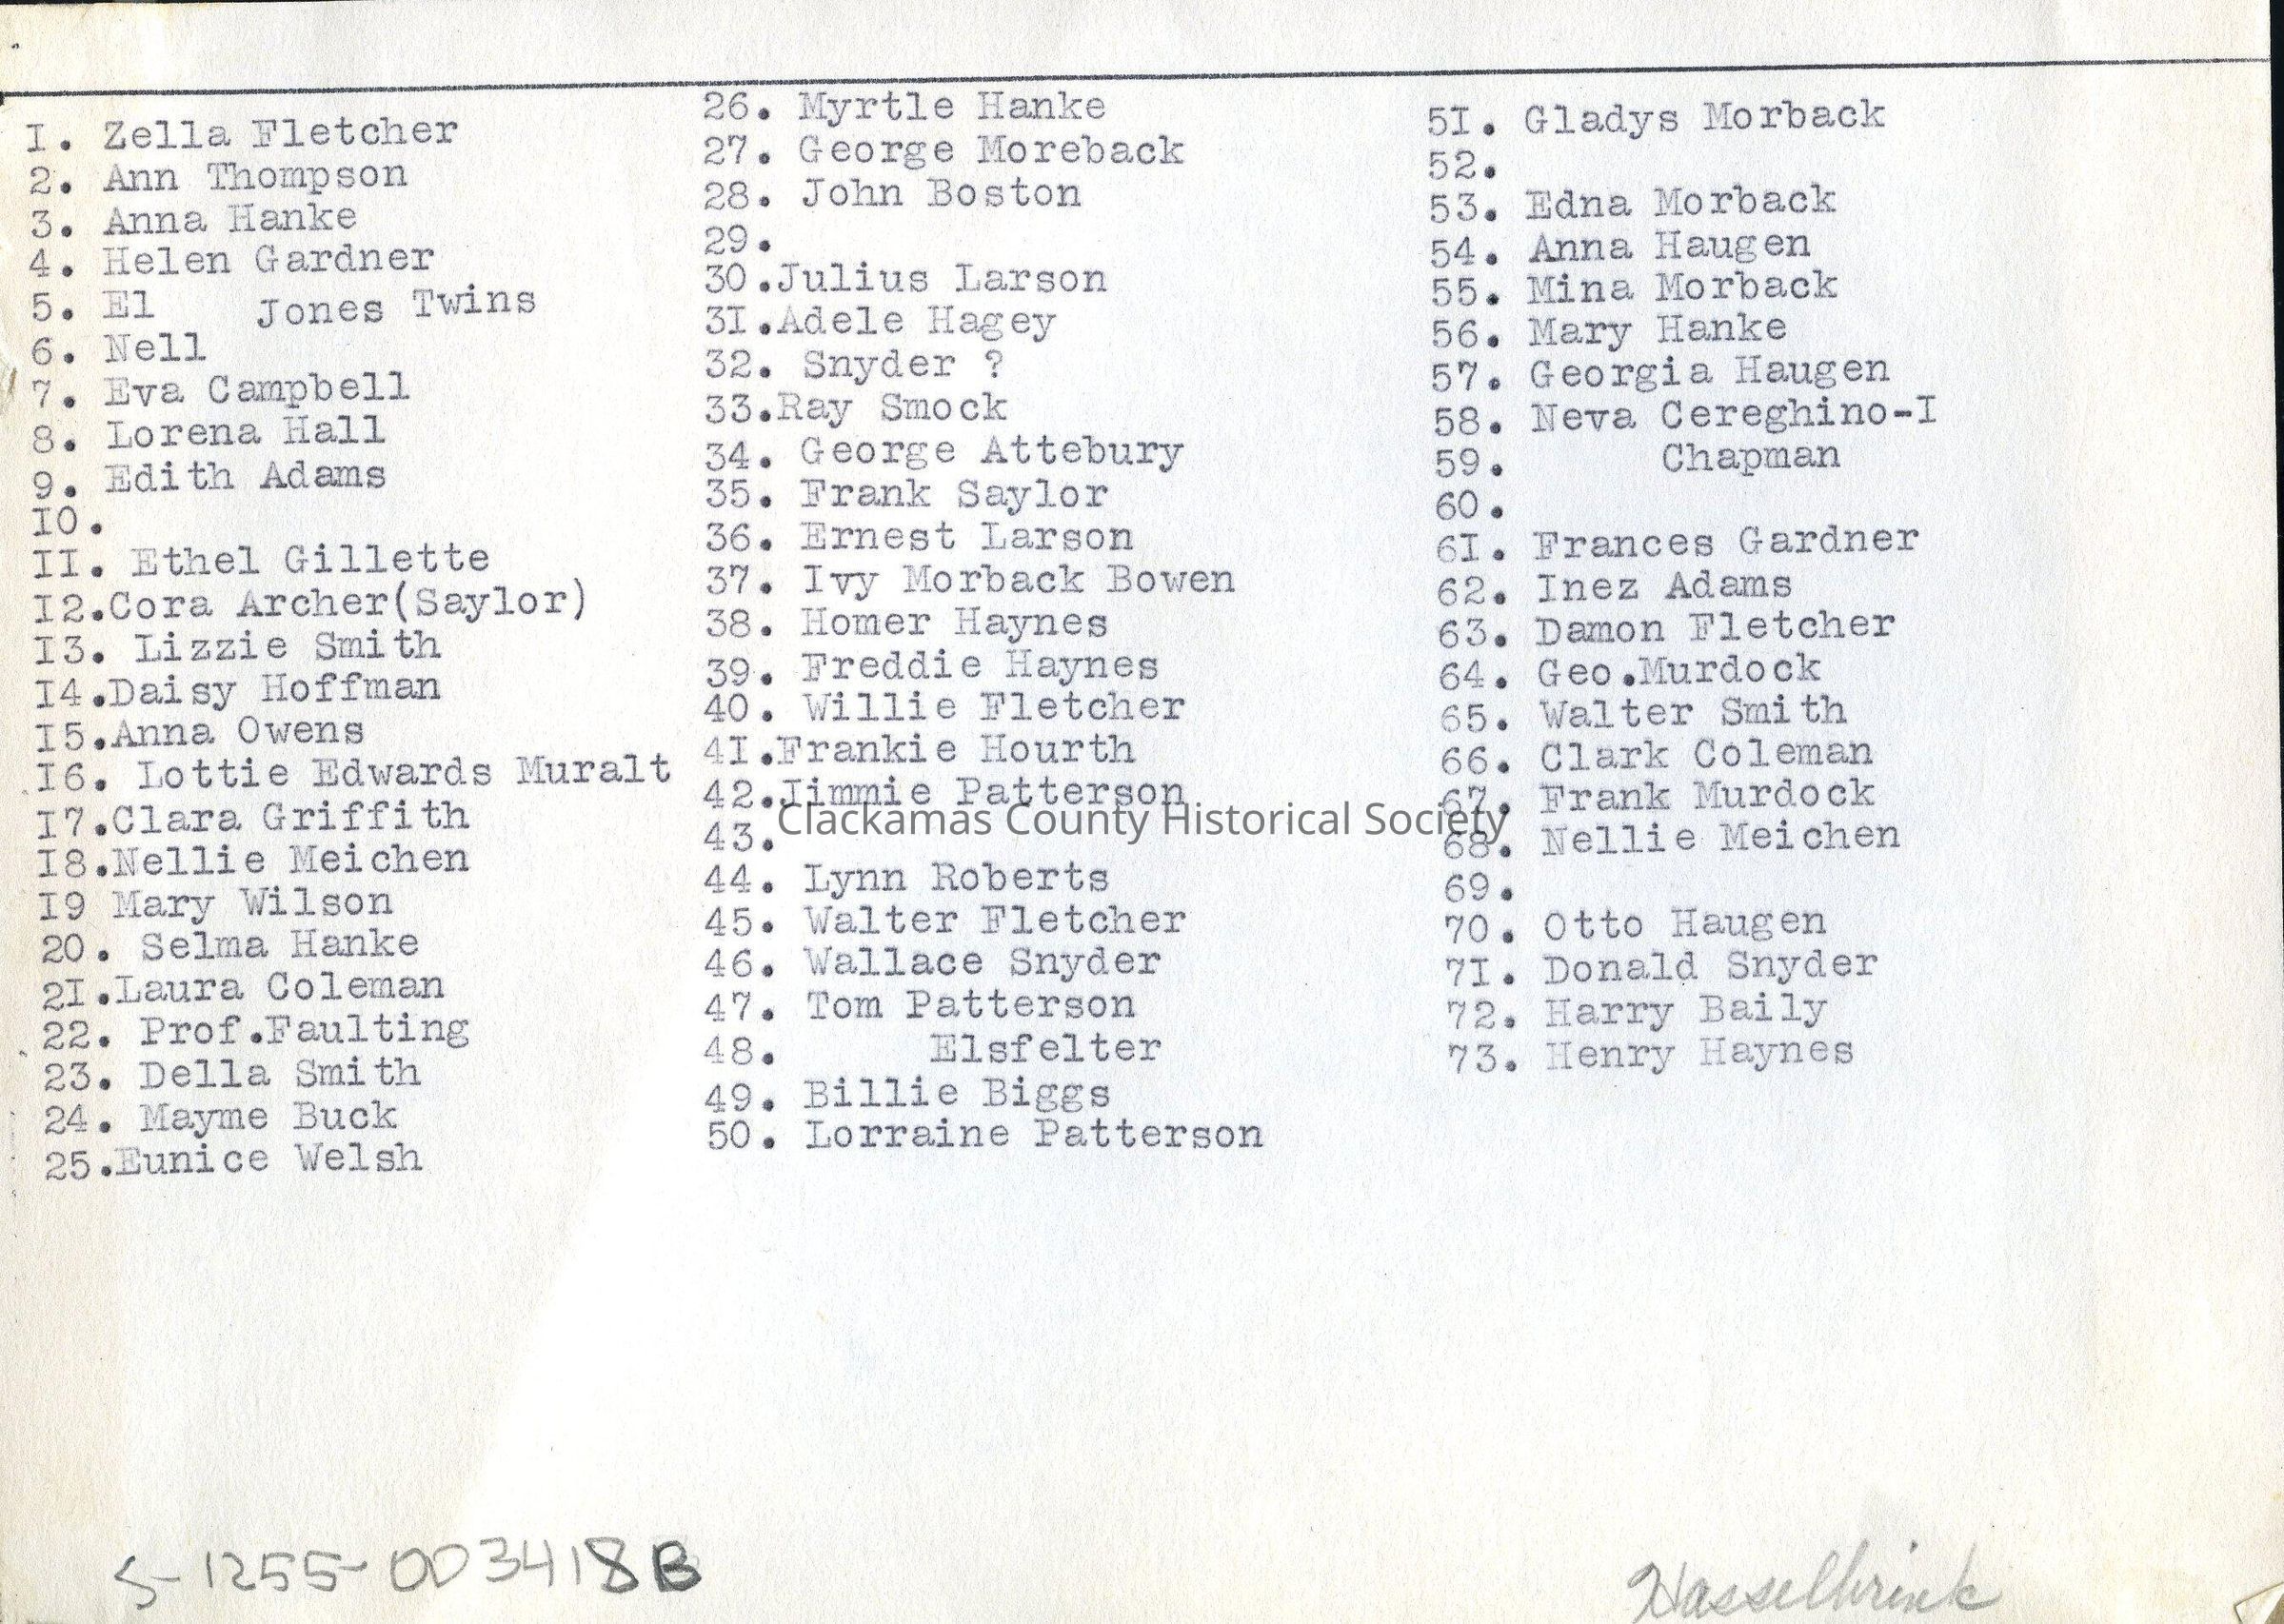 I. Zella Fletcher
2. Ann Thompson
3. Anna Hanke
4. Helen Gardner
5. El Jones Twins
6. Nell
7. Eva Campbell
8. Lorena Hall
9. Edith Adams
IO.
II. Ethel Gillette
I2.Cora Archer(Saylor)
I3. Lizzie Smith
I4.Daisy Hoffman
I5.Anna Owens
I6. Lottie Edwards Muralt
I7.Clara Griffith
I8.Nellie Meichen
I9 Mary Wilson
20. Selma Hanke
2I.Laura Coleman
22. Prof.Faulting
23. Della Smith
24. Mayme Buck
25.Eunice Welsh
26. Myrtle Hanke
27. George Moreback
28. John Boston
29.
30.Julius Larson
3I.Adele Hagey
32. Snyder ?
33.Ray Smock
34. George Attebury
35. Frank Saylor
36. Ernest Larson
37. Ivy Morback Bowen
38. Homer Haynes
39. Freddie Haynes
40. Willie Fletcher
4I.Frankie Hourth
42.Jimmie Patterson
43.
44. Lynn Roberts
45. Walter Fletcher
46. Wallace Snyder
47. Tom Patterson
48. Elsfelter
49. Billie Biggs
50. Lorraine Patterson
5I. Gladys Morback
52.
53. Edna Morback
54. Anna Haugen
55. Mina Morback
56. Mary Hanke
57. Georgia Haugen
58. Neva Cereghino-I
59. Chapman
60.
6I. Frances Gardner
62. Inez Adams
63. Damon Fletcher
64. Geo.Murdock
65. Walter Smith
66. Clark Coleman
67. Frank Murdock
68. Nellie Meichen
69.
70. Otto Haugen
7I. Donald Snyder
72. Harry Baily
73. Henry Haynes
Clackamas County Historical Society
S-1255-003418B
Hasselbrink